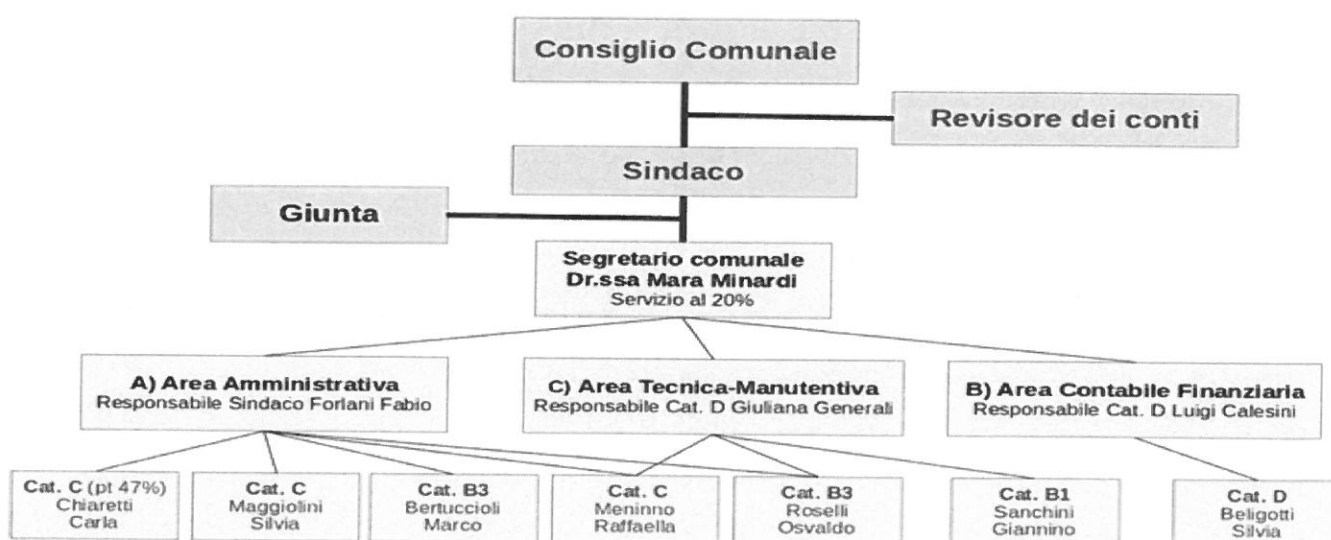 Consiglio Comunale
Revisore dei conti
Sindaco
Giunta
Segretario comunale
Dr.ssa Mara Minardi
Servizio al 20%
A) Area Amministrativa
Responsabile Sindaco Forlani Fabio
C) Area Tecnica-Manutentiva
Responsabile Cat. D Giuliana Generali
B) Area Contabile Finanziaria
Responsabile Cat. D Luigi Calesini
Cat. C (pt 47%)
Chiaretti
Carla
Cat. C
Maggiolini
Silvia
Cat. B3
Bertuccioli
Marco
Cat. C
Meninno
Raffaella
Cat. B3
Roselli
Osvaldo
Cat. B1
Sanchini
Giannino
Cat. D
Beligotti
Silvia